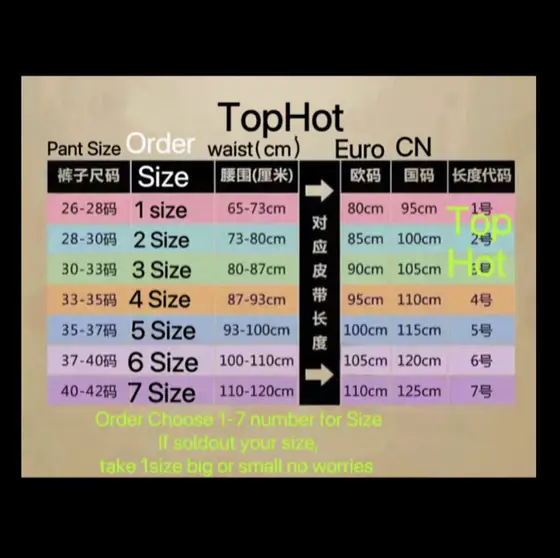 TopHot
Pant Size Order waist(cm) Euro CN
裤子尺码 Size 腰围(厘米) 欧码 国码 长度代码
对应皮带长度
26-28码 1 size 65-73cm 80cm 95cm 1号
28-30码 2 Size 73-80cm 85cm 100cm 2号
30-33码 3 Size 80-87cm 90cm 105cm 3号
33-35码 4 Size 87-93cm 95cm 110cm 4号
35-37码 5 Size 93-100cm 100cm 115cm 5号
37-40码 6 Size 100-110cm 105cm 120cm 6号
40-42码 7 Size 110-120cm 110cm 125cm 7号
Top
Hot
Order Choose 1-7 number for Size
If soldout your size,
take 1size big or small no worries